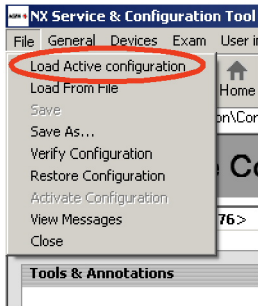 AGFA NX Service & Configuration Tool
File General Devices Exam User i
Load Active configuration
Load From File
Home
Save
on\Con
Save As...
Verify Configuration
Restore Configuration
Co
Activate Configuration
View Messages
76>
Close
Tools & Annotations